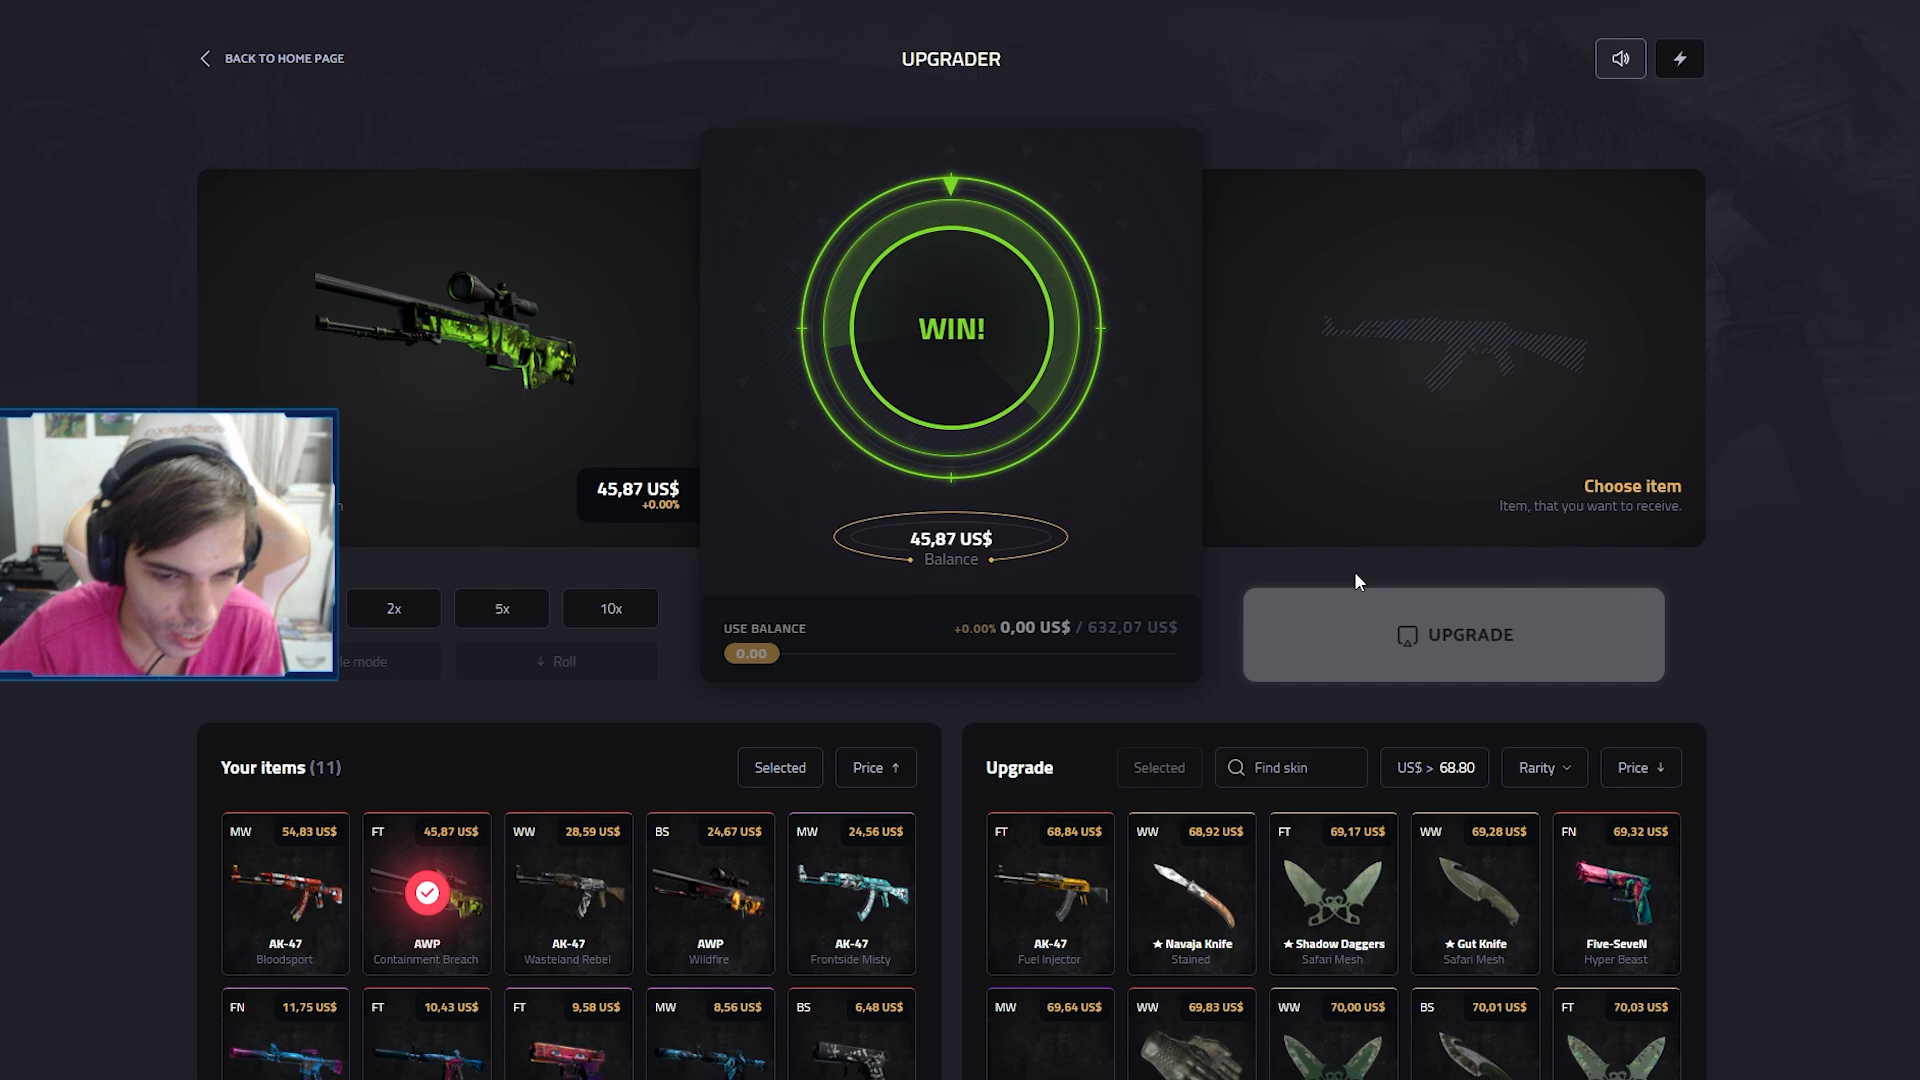 BACK TO HOME PAGE
UPGRADER
WIN!
45,87 US$
+0.00%
Choose item
Item, that you want to receive.
45,87 US$
Balance
2x
5x
10x
USE BALANCE
+0.00% 0,00 US$ / 632,07 US$
0.00
UPGRADE
mode
Roll
Your items (11)
Selected
Price
Upgrade
Selected
Find skin
US$ > 68.80
Rarity
Price
MW 54,83 US$
FT 45,87 US$
WW 28,59 US$
BS 24,67 US$
MW 24,56 US$
FT 68,84 US$
WW 68,92 US$
FT 69,17 US$
WW 69,28 US$
FN 69,32 US$
AK-47
Bloodsport
AWP
Containment Breach
AK-47
Wasteland Rebel
AWP
Wildfire
AK-47
Frontside Misty
AK-47
Fuel Injector
★ Navaja Knife
Stained
★ Shadow Daggers
Safari Mesh
★ Gut Knife
Safari Mesh
Five-SeveN
Hyper Beast
FN 11,75 US$
FT 10,43 US$
FT 9,58 US$
MW 8,56 US$
BS 6,48 US$
MW 69,64 US$
WW 69,83 US$
WW 70,00 US$
BS 70,01 US$
FT 70,03 US$